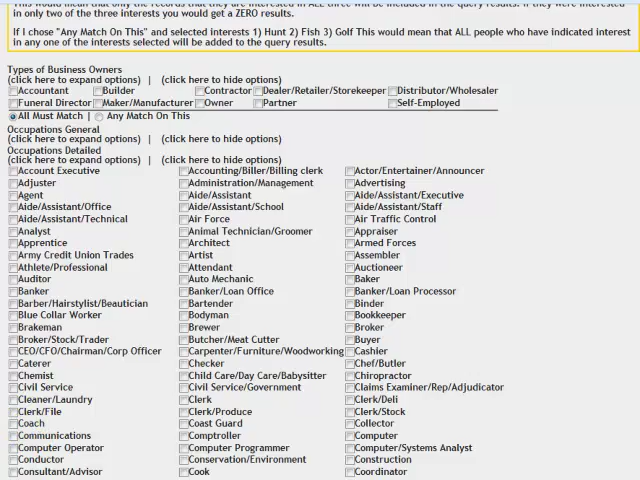 This would mean that only the records that they are interested in ALL three will be included in the query results. If they were interested
in only two of the three interests you would get a ZERO results.
If I chose "Any Match On This" and selected interests 1) Hunt 2) Fish 3) Golf This would mean that ALL people who have indicated interest
in any one of the interests selected will be added to the query results.
Types of Business Owners
(click here to expand options) | (click here to hide options)
Accountant Builder Contractor Dealer/Retailer/Storekeeper Distributor/Wholesaler
Funeral Director Maker/Manufacturer Owner Partner Self-Employed
All Must Match | Any Match On This
Occupations General
(click here to expand options) | (click here to hide options)
Occupations Detailed
(click here to expand options) | (click here to hide options)
Account Executive Accounting/Biller/Billing clerk Actor/Entertainer/Announcer
Adjuster Administration/Management Advertising
Agent Aide/Assistant Aide/Assistant/Executive
Aide/Assistant/Office Aide/Assistant/School Aide/Assistant/Staff
Aide/Assistant/Technical Air Force Air Traffic Control
Analyst Animal Technician/Groomer Appraiser
Apprentice Architect Armed Forces
Army Credit Union Trades Artist Assembler
Athlete/Professional Attendant Auctioneer
Auditor Auto Mechanic Baker
Banker Banker/Loan Office Banker/Loan Processor
Barber/Hairstylist/Beautician Bartender Binder
Blue Collar Worker Bodyman Bookkeeper
Brakeman Brewer Broker
Broker/Stock/Trader Butcher/Meat Cutter Buyer
CEO/CFO/Chairman/Corp Officer Carpenter/Furniture/Woodworking Cashier
Caterer Checker Chef/Butler
Chemist Child Care/Day Care/Babysitter Chiropractor
Civil Service Civil Service/Government Claims Examiner/Rep/Adjudicator
Cleaner/Laundry Clerk Clerk/Deli
Clerk/File Clerk/Produce Clerk/Stock
Coach Coast Guard Collector
Communications Comptroller Computer
Computer Operator Computer Programmer Computer/Systems Analyst
Conductor Conservation/Environment Construction
Consultant/Advisor Cook Coordinator